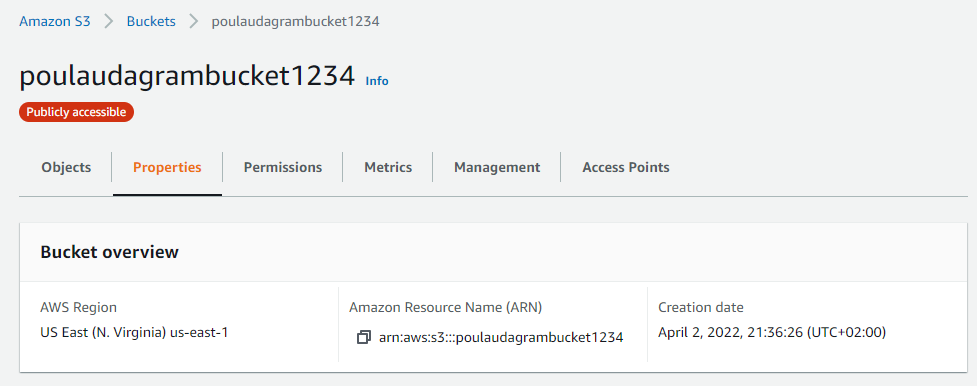 Amazon S3 > Buckets > poulaudagrambucket1234
poulaudagrambucket1234 Info
Publicly accessible
Objects Properties Permissions Metrics Management Access Points
Bucket overview
AWS Region Amazon Resource Name (ARN) Creation date
US East (N. Virginia) us-east-1 arn:aws:s3:::poulaudagrambucket1234 April 2, 2022, 21:36:26 (UTC+02:00)